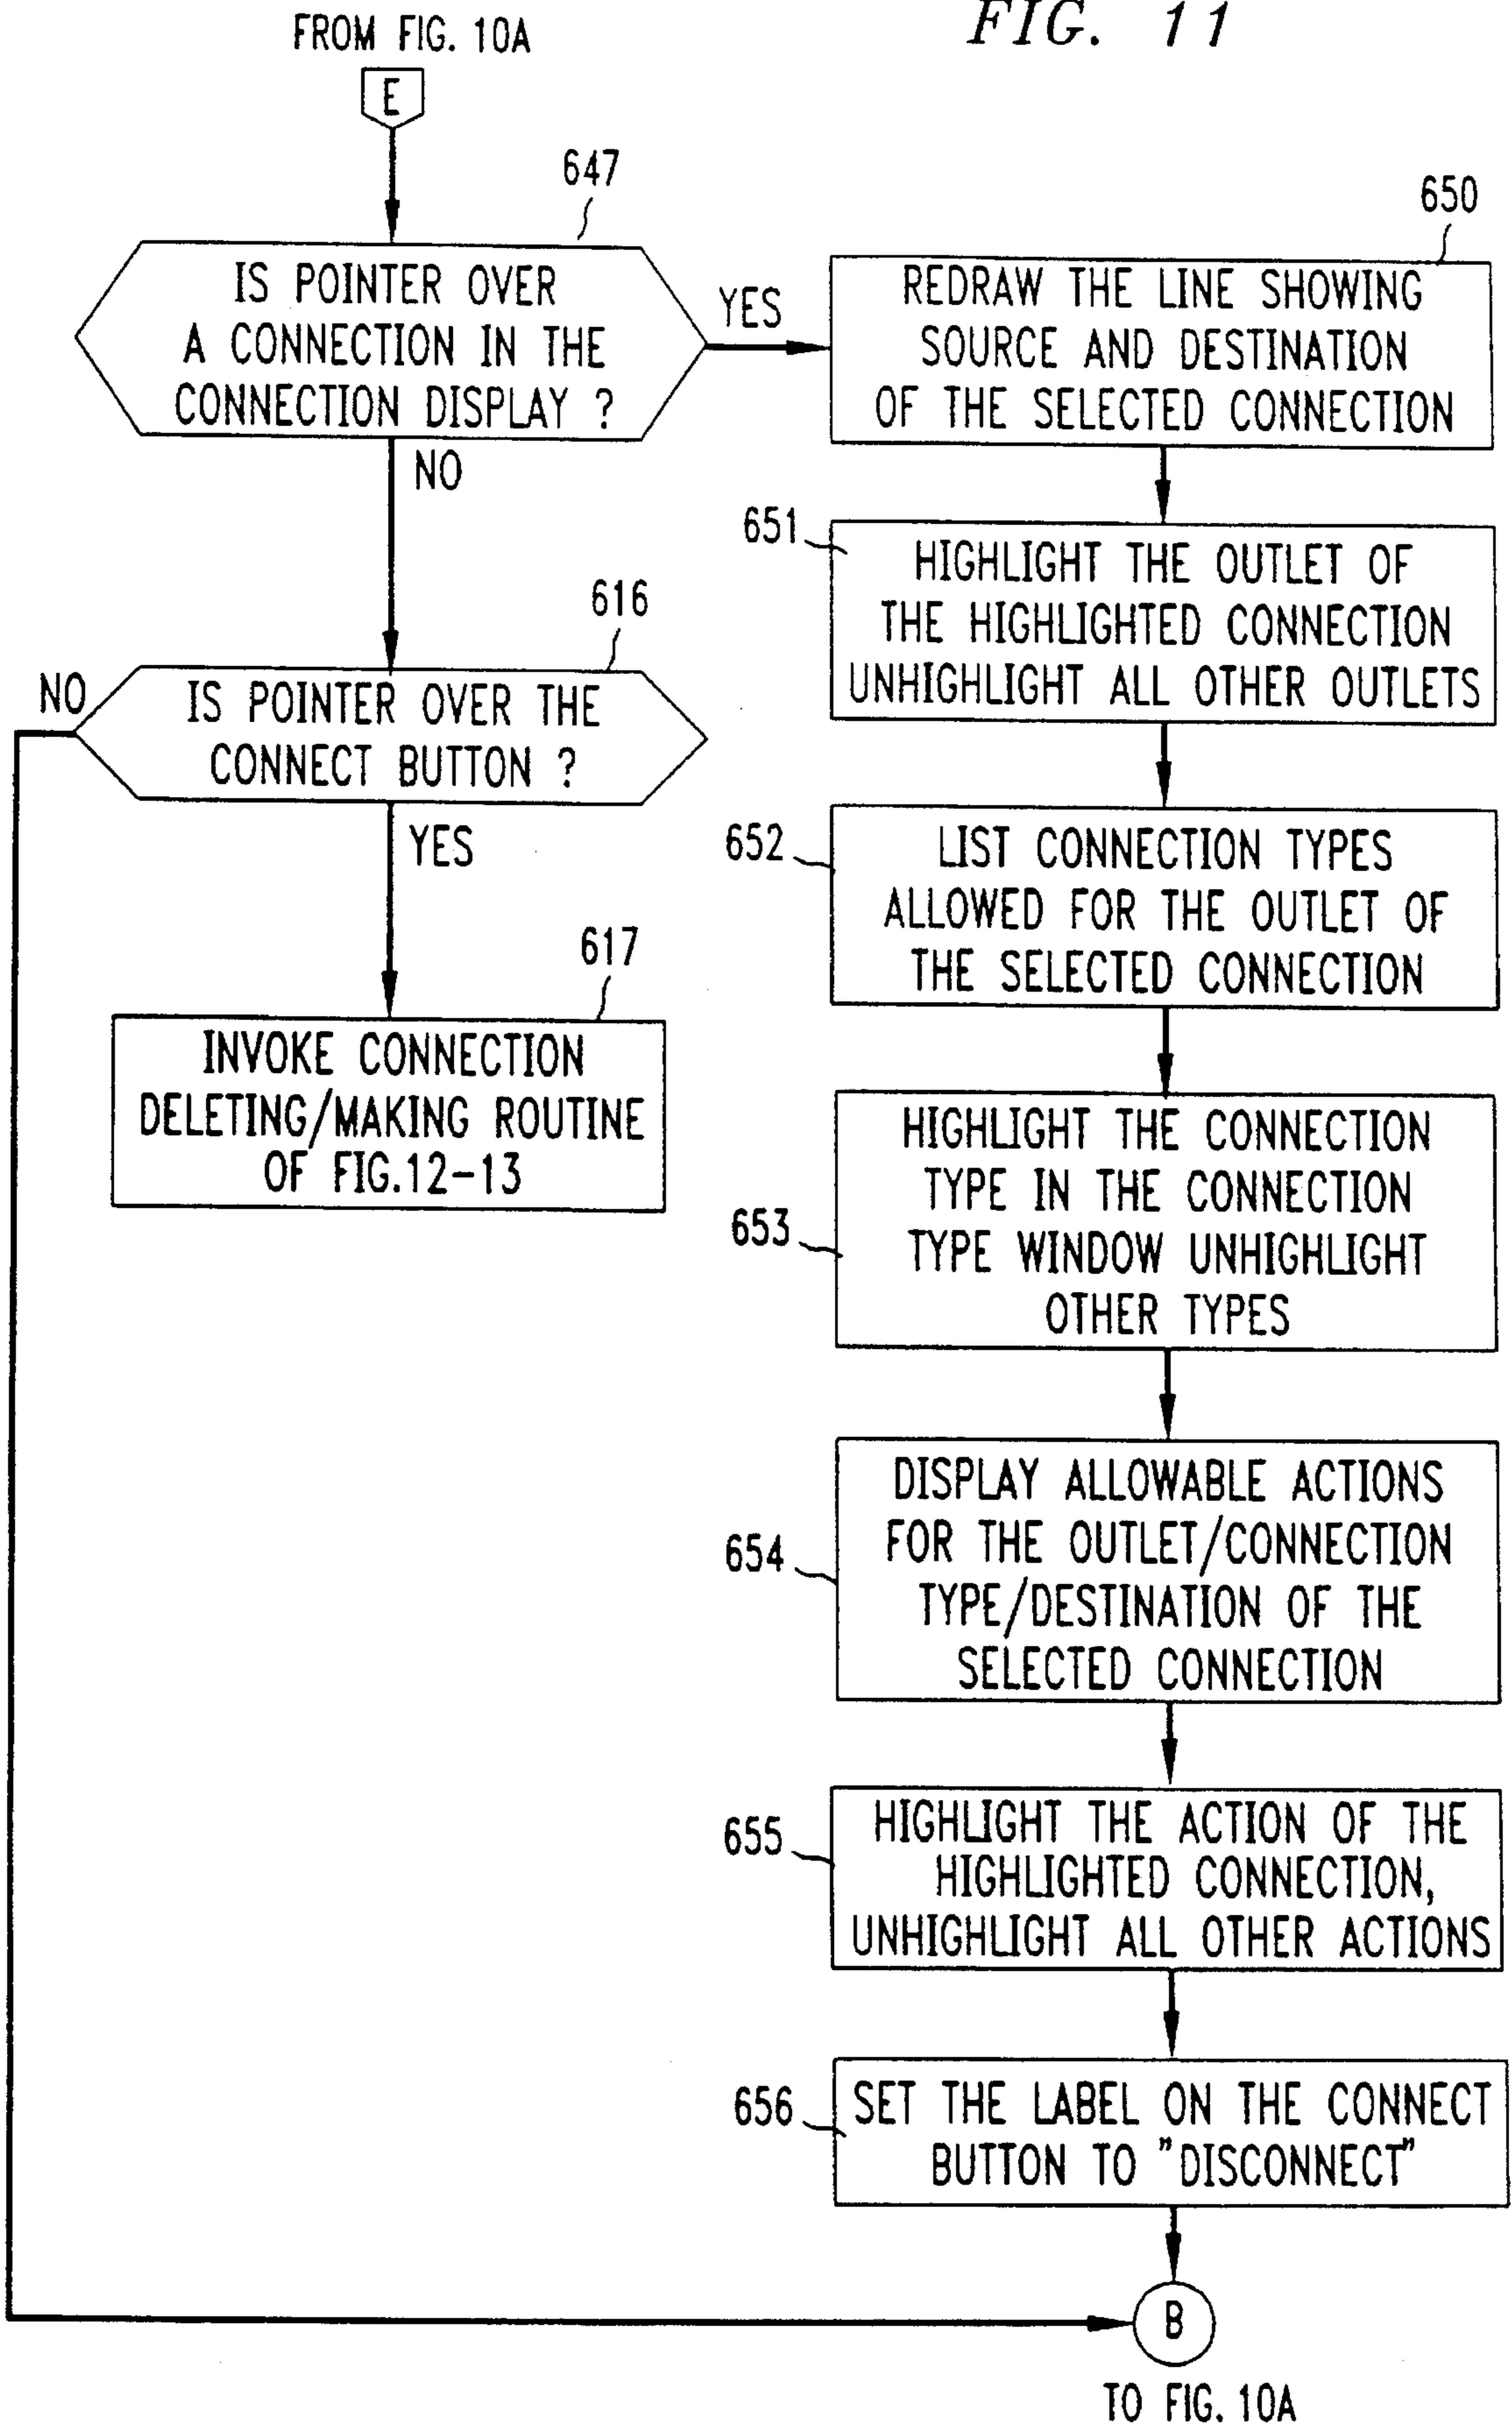 FIG. 11
FROM FIG. 10A
E
647
IS POINTER OVER
A CONNECTION IN THE
CONNECTION DISPLAY ?
YES
NO
616
IS POINTER OVER THE
CONNECT BUTTON ?
NO
YES
617
INVOKE CONNECTION
DELETING/MAKING ROUTINE
OF FIG.12-13
650
REDRAW THE LINE SHOWING
SOURCE AND DESTINATION
OF THE SELECTED CONNECTION
651
HIGHLIGHT THE OUTLET OF
THE HIGHLIGHTED CONNECTION
UNHIGHLIGHT ALL OTHER OUTLETS
652
LIST CONNECTION TYPES
ALLOWED FOR THE OUTLET OF
THE SELECTED CONNECTION
653
HIGHLIGHT THE CONNECTION
TYPE IN THE CONNECTION
TYPE WINDOW UNHIGHLIGHT
OTHER TYPES
654
DISPLAY ALLOWABLE ACTIONS
FOR THE OUTLET/CONNECTION
TYPE/DESTINATION OF THE
SELECTED CONNECTION
655
HIGHLIGHT THE ACTION OF THE
HIGHLIGHTED CONNECTION,
UNHIGHLIGHT ALL OTHER ACTIONS
656
SET THE LABEL ON THE CONNECT
BUTTON TO "DISCONNECT"
B
TO FIG. 10A